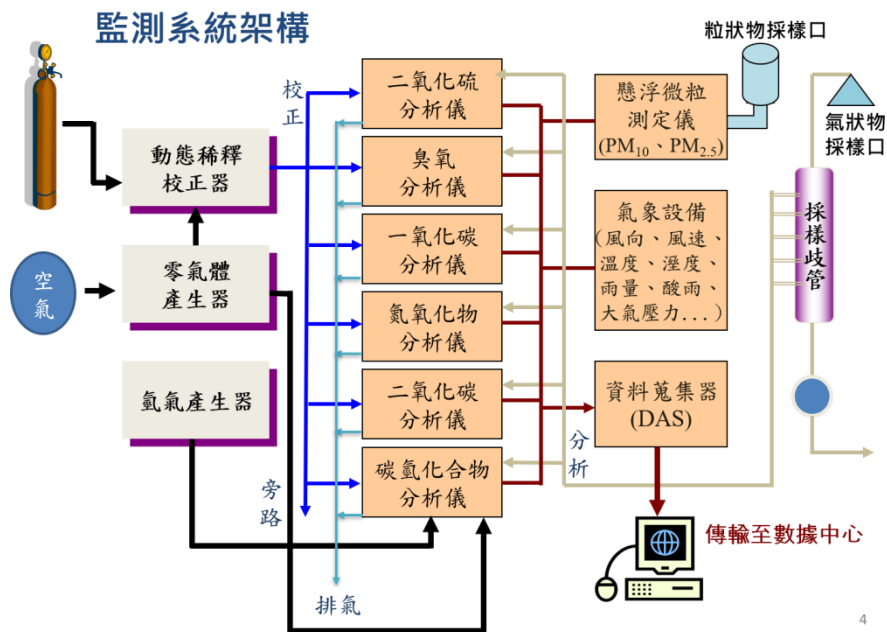 監測系統架構
校正
二氧化硫
分析儀
臭氧
分析儀
一氧化碳
分析儀
氮氧化物
分析儀
二氧化碳
分析儀
碳氫化合物
分析儀
動態稀釋
校正器
空氣
零氣體
產生器
氫氣產生器
旁路
排氣
懸浮微粒
測定儀
(PM10、PM2.5)
粒狀物採樣口
氣狀物
採樣口
採樣歧管
氣象設備
(風向、風速、
溫度、溼度、
雨量、酸雨、
大氣壓力...)
資料蒐集器
(DAS)
分析
傳輸至數據中心
4